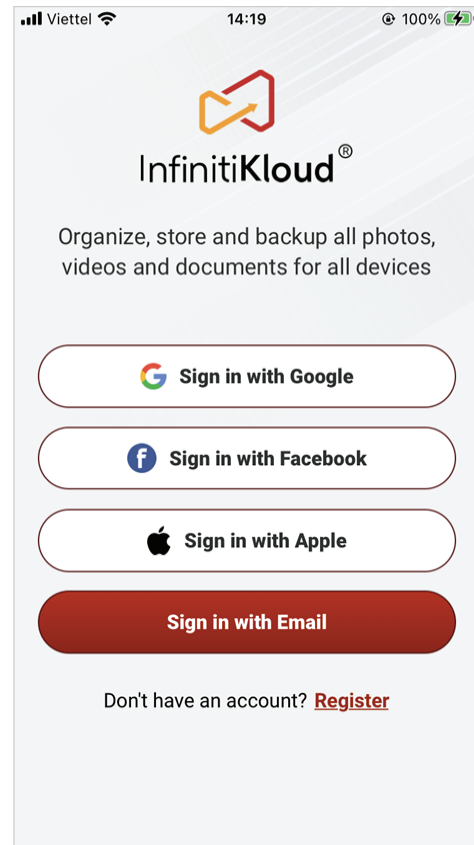 Viettel 14:19 100%
InfinitiKloud®
Organize, store and backup all photos,
videos and documents for all devices
Sign in with Google
f Sign in with Facebook
Sign in with Apple
Sign in with Email
Don't have an account? Register